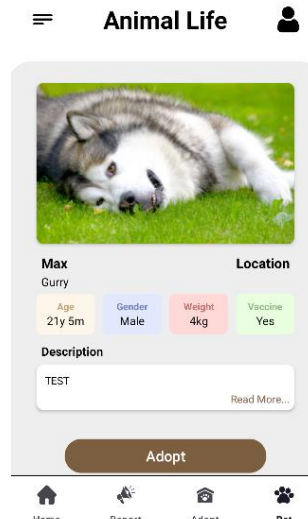 Animal Life
Max Location
Gurry
Age Gender Weight Vaccine
21y 5m Male 4kg Yes
Description
TEST
Read More...
Adopt
Home Report Adopt Pet